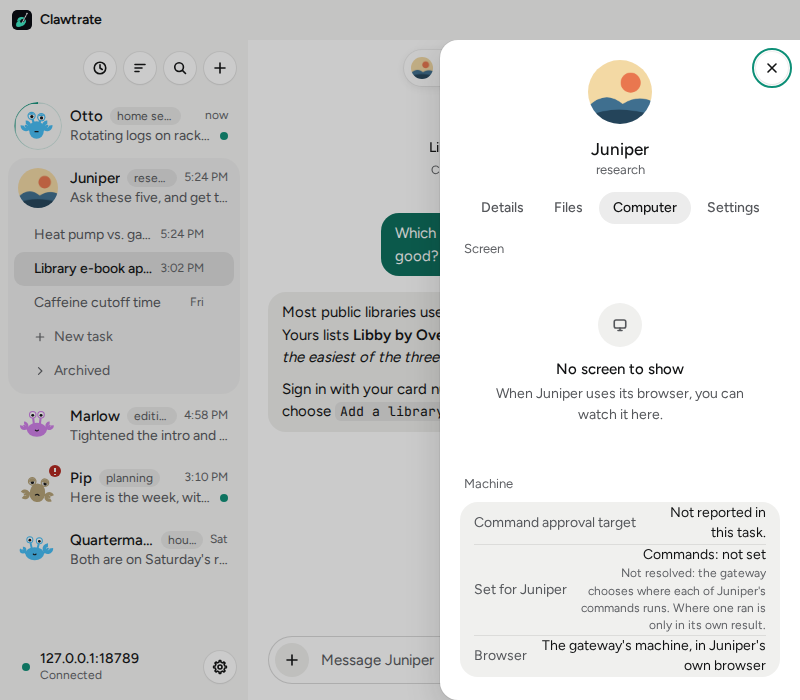 Clawtrate
Otto home se... now
Rotating logs on rack...
Juniper rese... 5:24 PM
Ask these five, and get t...
Heat pump vs. ga... 5:24 PM
Library e-book ap... 3:02 PM
Caffeine cutoff time Fri
New task
Archived
Marlow editi... 4:58 PM
Tightened the intro and ...
Pip planning 3:10 PM
Here is the week, wit...
Quarterma... hou... Sat
Both are on Saturday's r...
127.0.0.1:18789
Connected
Li
C
Which
good?
Most public libraries use
Yours lists Libby by Ove
the easiest of the three
Sign in with your card n
choose Add a library
Message Juniper
Juniper
research
Details Files Computer Settings
Screen
No screen to show
When Juniper uses its browser, you can
watch it here.
Machine
Command approval target Not reported in
this task.
Set for Juniper Commands: not set
Not resolved: the gateway
chooses where each of Juniper's
commands runs. Where one ran is
only in its own result.
Browser The gateway's machine, in Juniper's
own browser